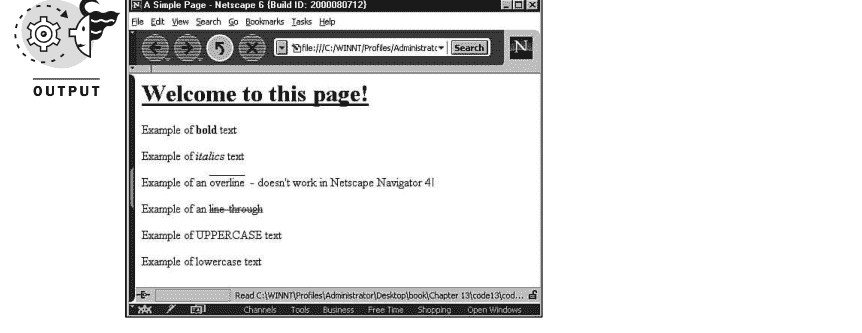 A Simple Page - Netscape 6 {Build ID: 2000080712}
File Edit View Search Go Bookmarks Tasks Help
file:///C:/WINNT/Profiles/Administratc Search N
OUTPUT
Welcome to this page!
Example of bold text
Example of italics text
Example of an overline - doesn't work in Netscape Navigator 4!
Example of an line-through
Example of UPPERCASE text
Example of lowercase text
Read C:\WINNT\Profiles\Administrator\Desktop\book\Chapter 13\code13\cod...
Channels Tools Business Free Time Shopping Open Windows